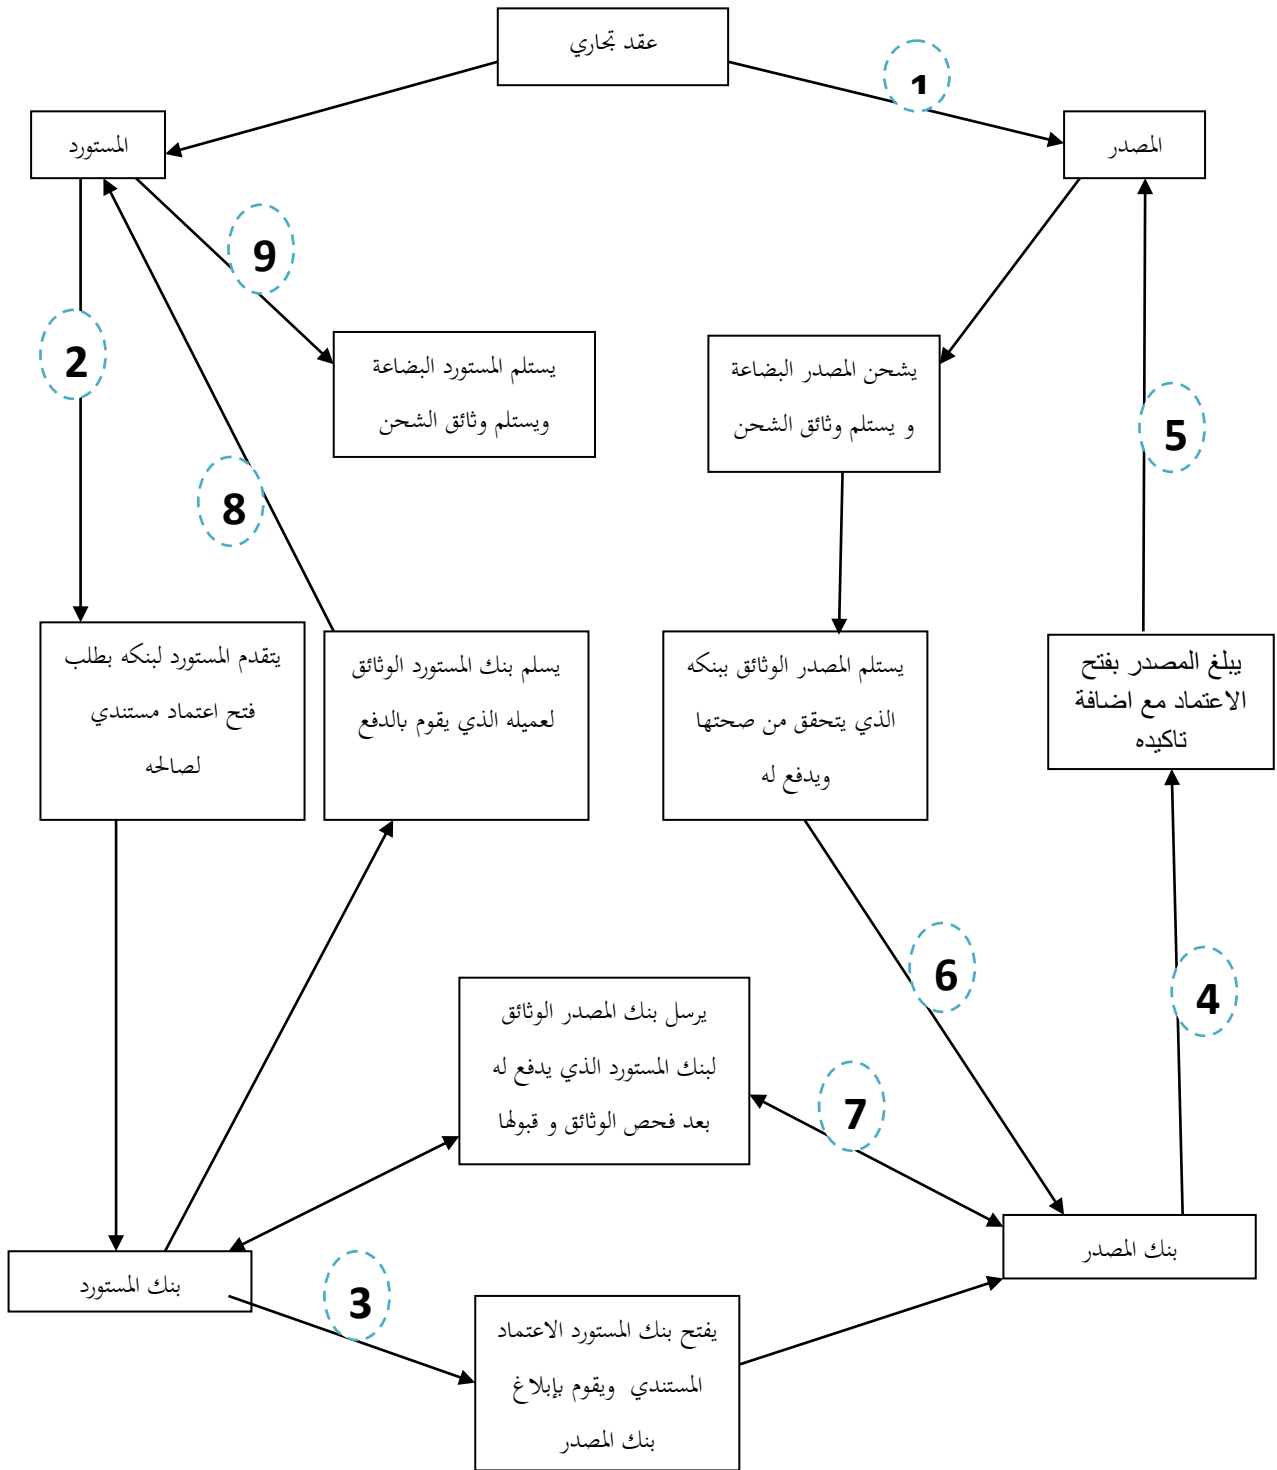 عقد تجاري
1
المستورد
المصدر
9
2
يستلم المستورد البضاعة
ويستلم وثائق الشحن
يشحن المصدر البضاعة
و يستلم وثائق الشحن
5
8
يتقدم المستورد لبنكه بطلب
فتح اعتماد مستندي
لصالحه
يسلم بنك المستورد الوثائق
لعميله الذي يقوم بالدفع
يستلم المصدر الوثائق ببنكه
الذي يتحقق من صحتها
ويدفع له
يبلغ المصدر بفتح
الاعتماد مع اضافة
تاكيده
6
4
يرسل بنك المصدر الوثائق
لبنك المستورد الذي يدفع له
بعد فحص الوثائق و قبولها
7
بنك المصدر
بنك المستورد
3
يفتح بنك المستورد الاعتماد
المستندي ويقوم بإبلاغ
بنك المصدر